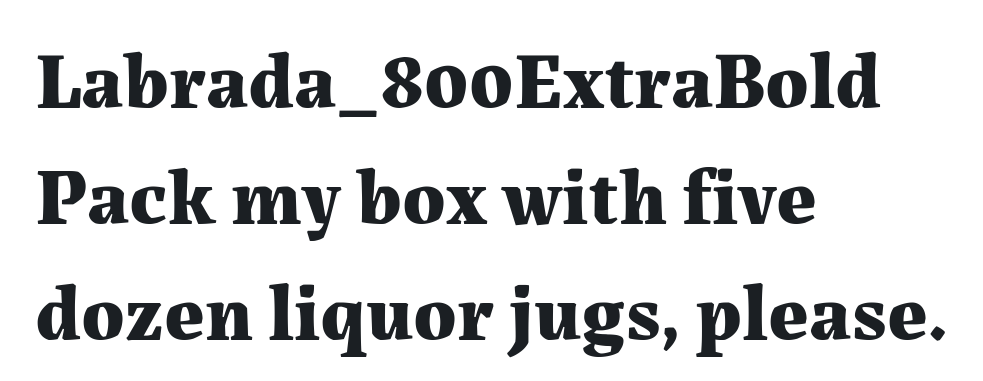 Labrada_800ExtraBold
Pack my box with five
dozen liquor jugs, please.